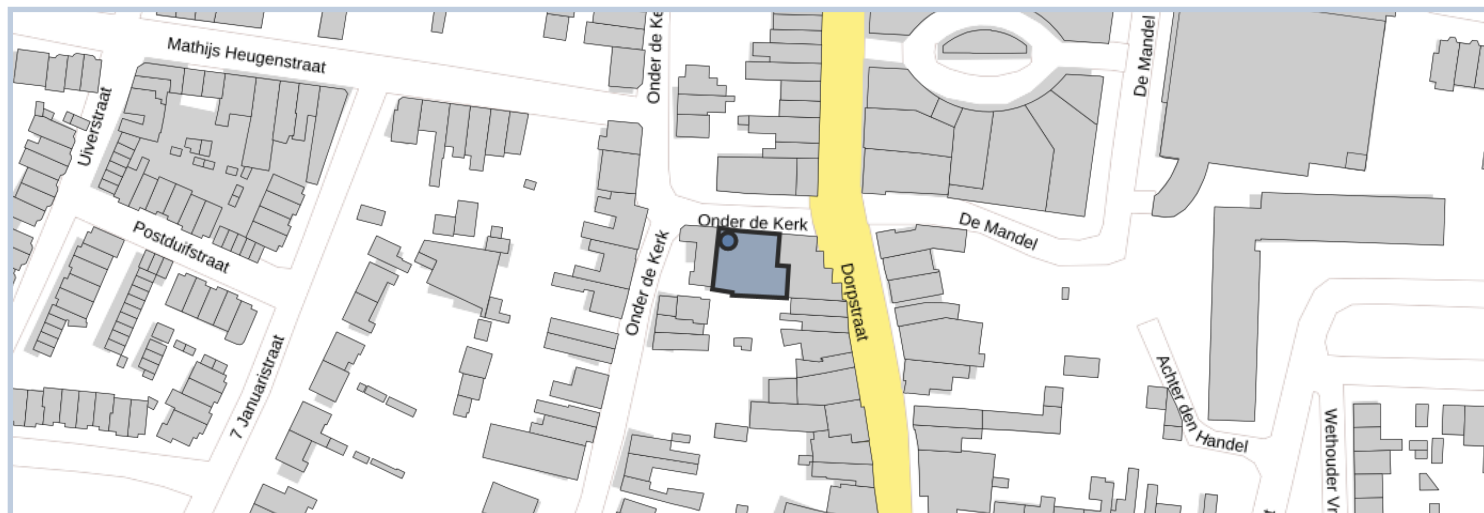 Mathijs Heugenstraat
Onder de Ke
De Mandel
Uiverstraat
Onder de Kerk
De Mandel
Postduifstraat
Onder de Kerk
Dorpstraat
7 Januaristraat
Achter den Handel
Wethouder Vr